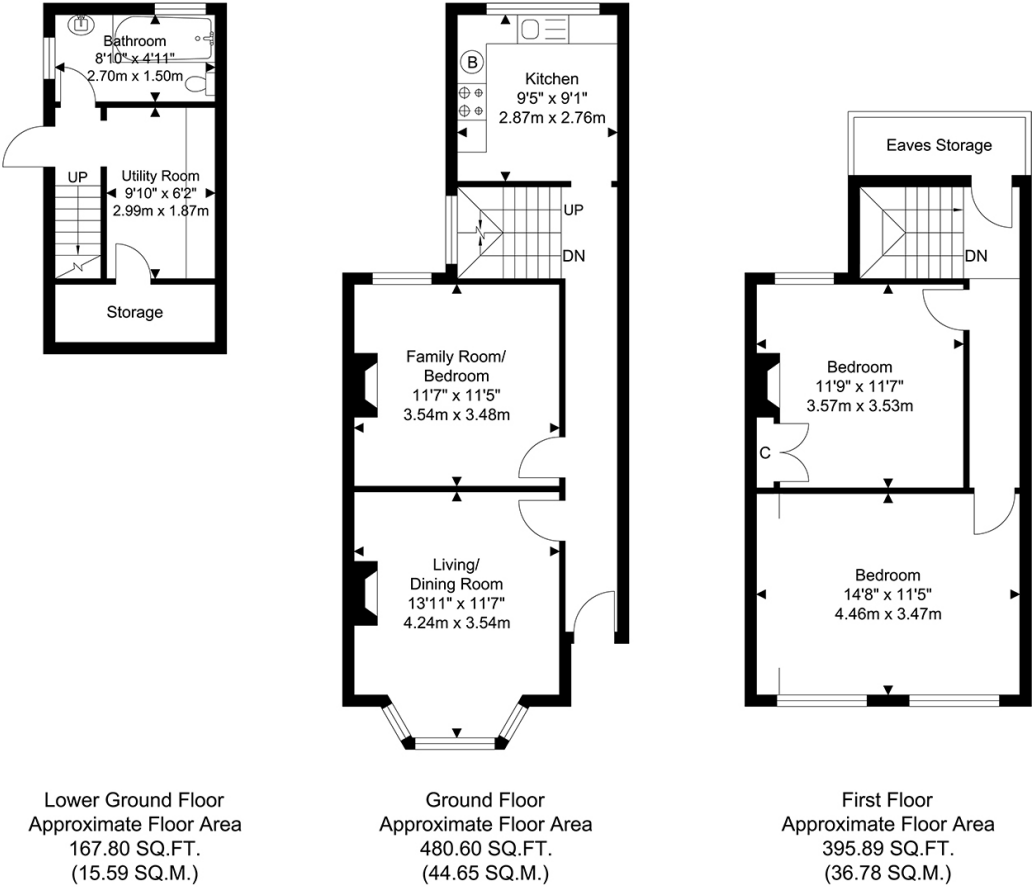 Bathroom
8'10" x 4'11"
2.70m x 1.50m
UP
Utility Room
9'10" x 6'2"
2.99m x 1.87m
Storage
B
Kitchen
9'5" x 9'1"
2.87m x 2.76m
UP
DN
Family Room/
Bedroom
11'7" x 11'5"
3.54m x 3.48m
Living/
Dining Room
13'11" x 11'7"
4.24m x 3.54m
Eaves Storage
DN
Bedroom
11'9" x 11'7"
3.57m x 3.53m
C
Bedroom
14'8" x 11'5"
4.46m x 3.47m
Lower Ground Floor
Approximate Floor Area
167.80 SQ.FT.
(15.59 SQ.M.)
Ground Floor
Approximate Floor Area
480.60 SQ.FT.
(44.65 SQ.M.)
First Floor
Approximate Floor Area
395.89 SQ.FT.
(36.78 SQ.M.)